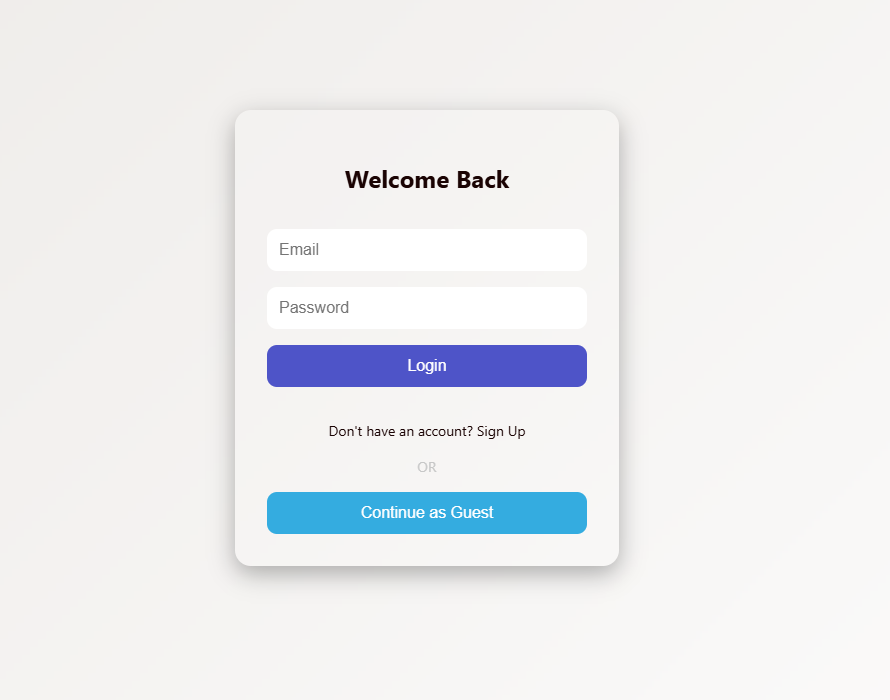 Welcome Back
Email
Password
Login
Don't have an account? Sign Up
OR
Continue as Guest